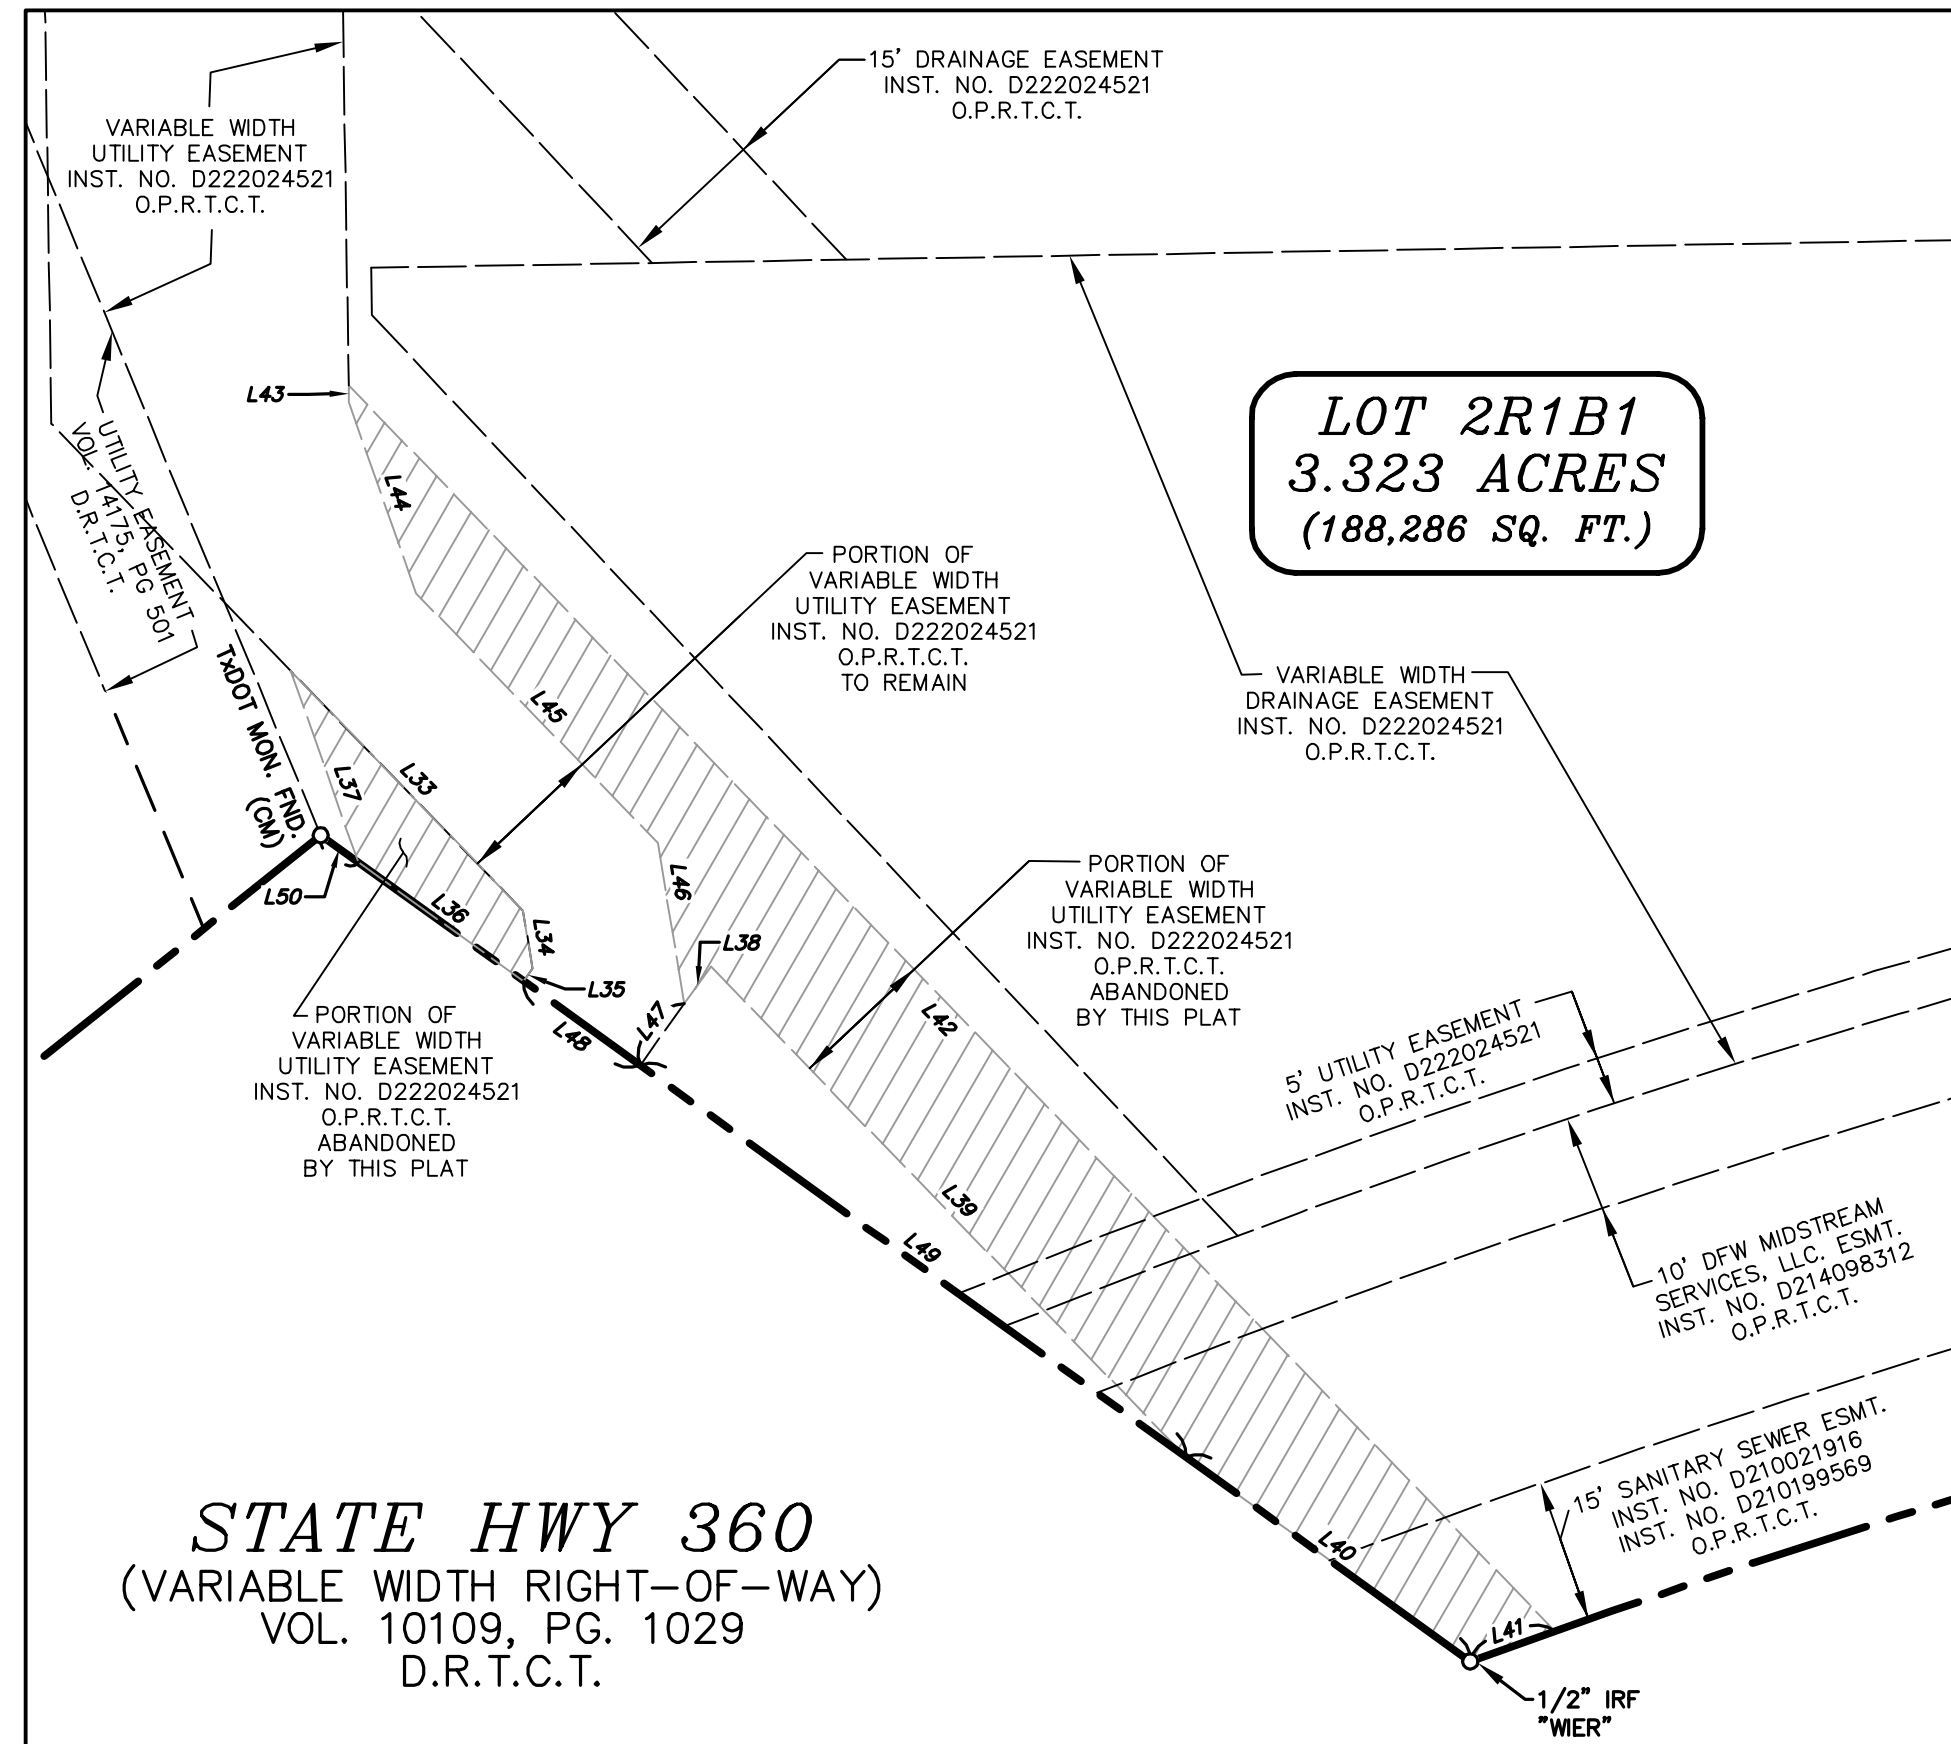 15' DRAINAGE EASEMENT
INST. NO. D222024521
O.P.R.T.C.T.
VARIABLE WIDTH
UTILITY EASEMENT
INST. NO. D222024521
O.P.R.T.C.T.
L43
LOT 2R1B1
3.323 ACRES
(188,286 SQ. FT.)
UTILITY EASEMENT
VOL. 14175, PG 501
D.R.T.C.T.
L44
PORTION OF
VARIABLE WIDTH
UTILITY EASEMENT
INST. NO. D222024521
O.P.R.T.C.T.
TO REMAIN
L45
VARIABLE WIDTH
DRAINAGE EASEMENT
INST. NO. D222024521
O.P.R.T.C.T.
TxDOT MON. FND.
(CM)
L37
L33
L50
L36
L34
L35
L46
L38
L47
L48
PORTION OF
VARIABLE WIDTH
UTILITY EASEMENT
INST. NO. D222024521
O.P.R.T.C.T.
ABANDONED
BY THIS PLAT
L42
PORTION OF
VARIABLE WIDTH
UTILITY EASEMENT
INST. NO. D222024521
O.P.R.T.C.T.
ABANDONED
BY THIS PLAT
5' UTILITY EASEMENT
INST. NO. D222024521
O.P.R.T.C.T.
L39
L49
10' DFW MIDSTREAM
SERVICES, LLC. ESMT.
INST. NO. D214098312
O.P.R.T.C.T.
15' SANITARY SEWER ESMT.
INST. NO. D210021916
INST. NO. D210199569
O.P.R.T.C.T.
L40
L41
STATE HWY 360
(VARIABLE WIDTH RIGHT-OF-WAY)
VOL. 10109, PG. 1029
D.R.T.C.T.
1/2" IRF
"WIER"